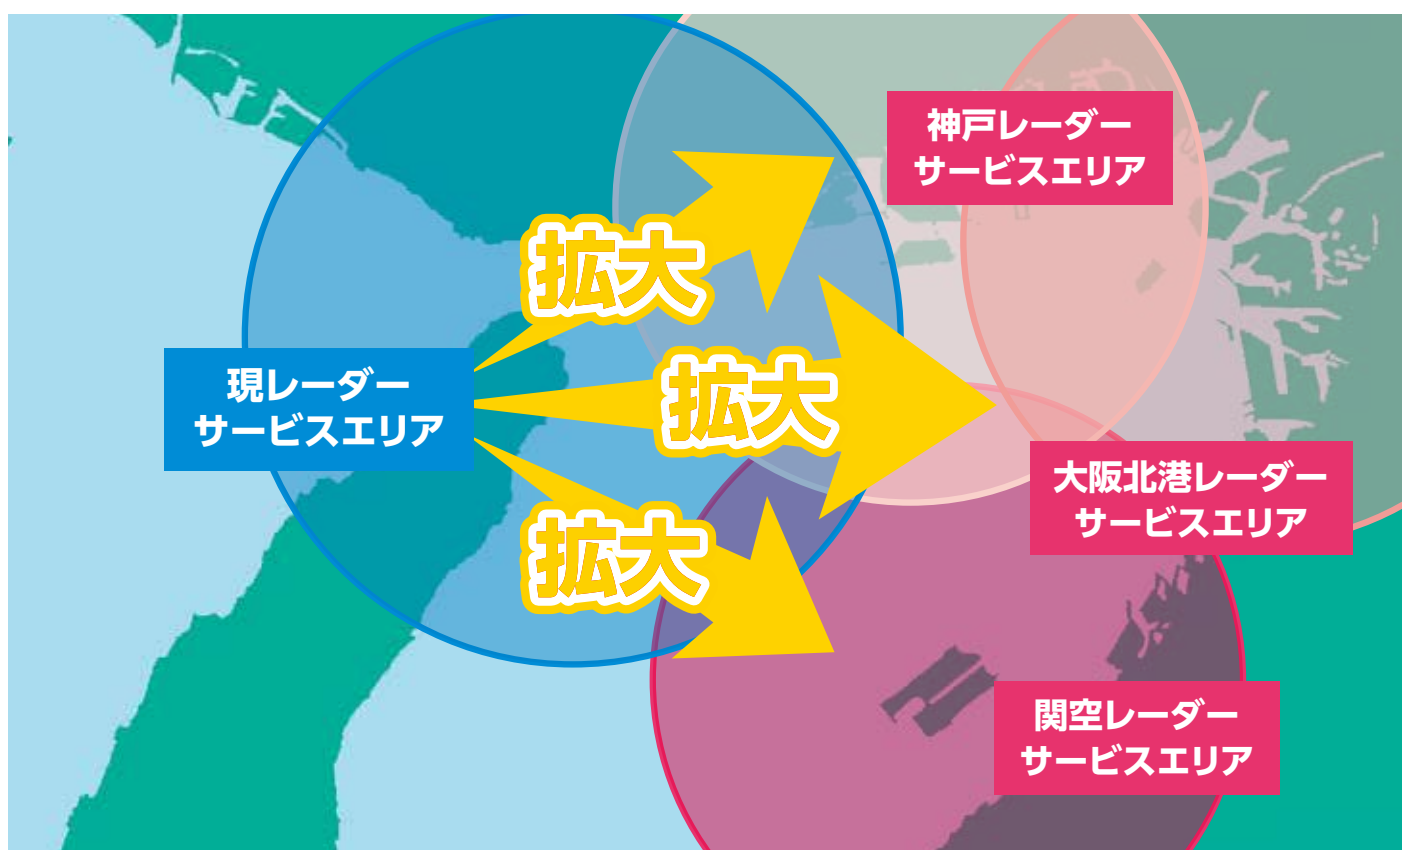 神戸レーダー
サービスエリア
拡大
現レーダー
サービスエリア
拡大
大阪北港レーダー
サービスエリア
拡大
関空レーダー
サービスエリア